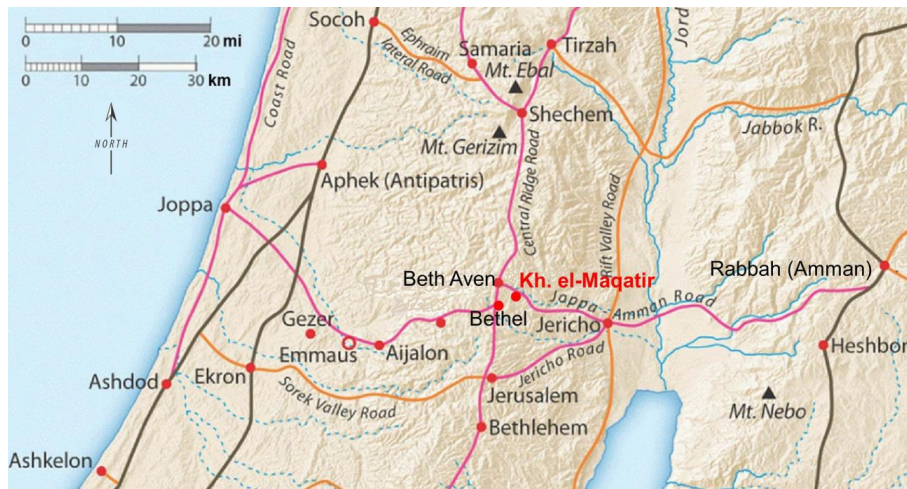 0 10 20 mi
0 10 20 30 km
NORTH
Coast Road
Socoh
Ephraim
lateral Road
Samaria
Mt. Ebal
Tirzah
Jord
Shechem
Mt. Gerizim
Jabbok R.
Aphek (Antipatris)
Joppa
Central Ridge Road
Rift Valley Road
Beth Aven
Kh. el-Maqatir
Rabbah (Amman)
Bethel
Joppa - Amman Road
Jericho
Gezer
Emmaus
Aijalon
Jericho Road
Heshbon
Ashdod
Ekron
Sorek Valley Road
Jerusalem
Mt. Nebo
Bethlehem
Ashkelon